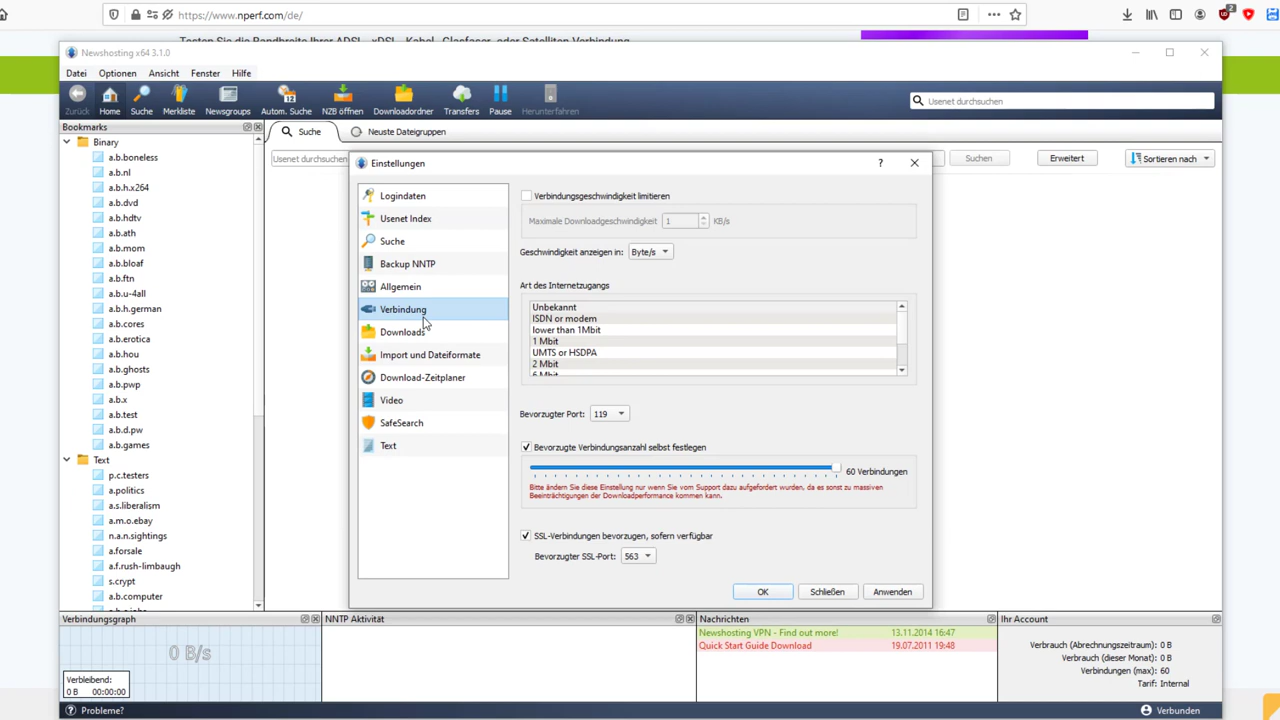 https://www.nperf.com/de/
Testen Sie die Bandbreite Ihrer ADSL, xDSL, Kabel, Glasfaser, oder Satelliten Verbindung
Newshosting x64 3.1.0
Datei Optionen Ansicht Fenster Hilfe
Zurück Home Suche Merkliste Newsgroups Autom. Suche NZB öffnen Downloadordner Transfers Pause Herunterfahren
Usenet durchsuchen
Bookmarks
Suche Neuste Dateigruppen
Usenet durchsuchen Suchen Erweitert Sortieren nach
Binary
a.b.boneless
a.b.nl
a.b.h.x264
a.b.dvd
a.b.hdtv
a.b.ath
a.b.mom
a.b.bloaf
a.b.ftn
a.b.u-4all
a.b.h.german
a.b.cores
a.b.erotica
a.b.hou
a.b.ghosts
a.b.pwp
a.b.x
a.b.test
a.b.d.pw
a.b.games
Text
p.c.testers
a.politics
a.s.liberalism
a.m.o.ebay
n.a.n.sightings
a.forsale
a.f.rush-limbaugh
s.crypt
a.b.computer
Einstellungen
Logindaten
Usenet Index
Suche
Backup NNTP
Allgemein
Verbindung
Downloads
Import und Dateiformate
Download-Zeitplaner
Video
SafeSearch
Text
Verbindungsgeschwindigkeit limitieren
Maximale Downloadgeschwindigkeit 1 KB/s
Geschwindigkeit anzeigen in: Byte/s
Art des Internetzugangs
Unbekannt
ISDN or modem
lower than 1Mbit
1 Mbit
UMTS or HSDPA
2 Mbit
6 Mbit
Bevorzugter Port: 119
Bevorzugte Verbindungsanzahl selbst festlegen
60 Verbindungen
Bitte ändern Sie diese Einstellung nur wenn Sie vom Support dazu aufgefordert wurden, da es sonst zu massiven
Beeinträchtigungen der Downloadperformance kommen kann.
SSL-Verbindungen bevorzugen, sofern verfügbar
Bevorzugter SSL-Port: 563
OK Schließen Anwenden
Verbindungsgraph
0 B/s
Verbleibend:
0 B 00:00:00
NNTP Aktivität
Nachrichten
Newshosting VPN - Find out more! 13.11.2014 16:47
Quick Start Guide Download 19.07.2011 19:48
Ihr Account
Verbrauch (Abrechnungszeitraum): 0 B
Verbrauch (dieser Monat): 0 B
Verbindungen (max): 60
Tarif: Internal
Probleme?
Verbunden